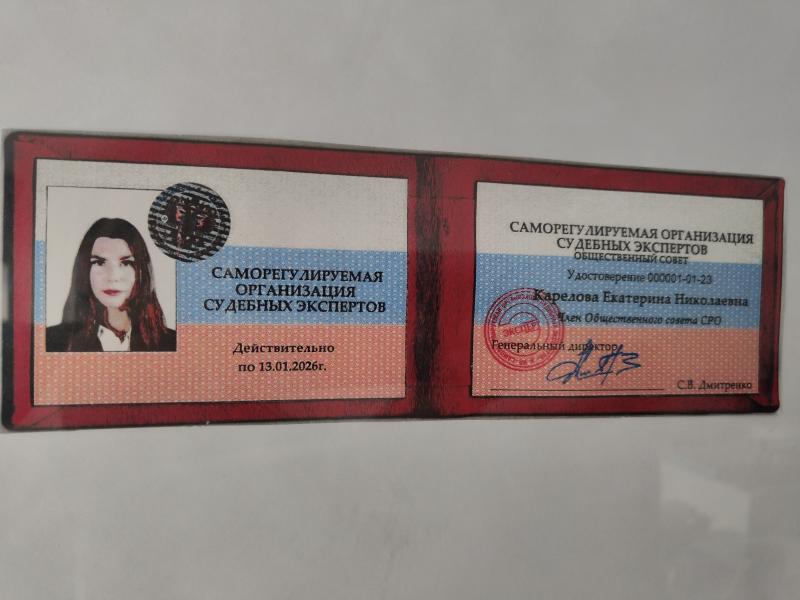 САМОРЕГУЛИРУЕМАЯ
ОРГАНИЗАЦИЯ
СУДЕБНЫХ ЭКСПЕРТОВ
Действительно
по 13.01.2026г.
САМОРЕГУЛИРУЕМАЯ ОРГАНИЗАЦИЯ
СУДЕБНЫХ ЭКСПЕРТОВ
ОБЩЕСТВЕННЫЙ СОВЕТ
Удостоверение 000001-01-23
Карелова Екатерина Николаевна
Член Общественного совета СРО
ЭКСПЕРТ
Генеральный директор
С.В. Дмитренко